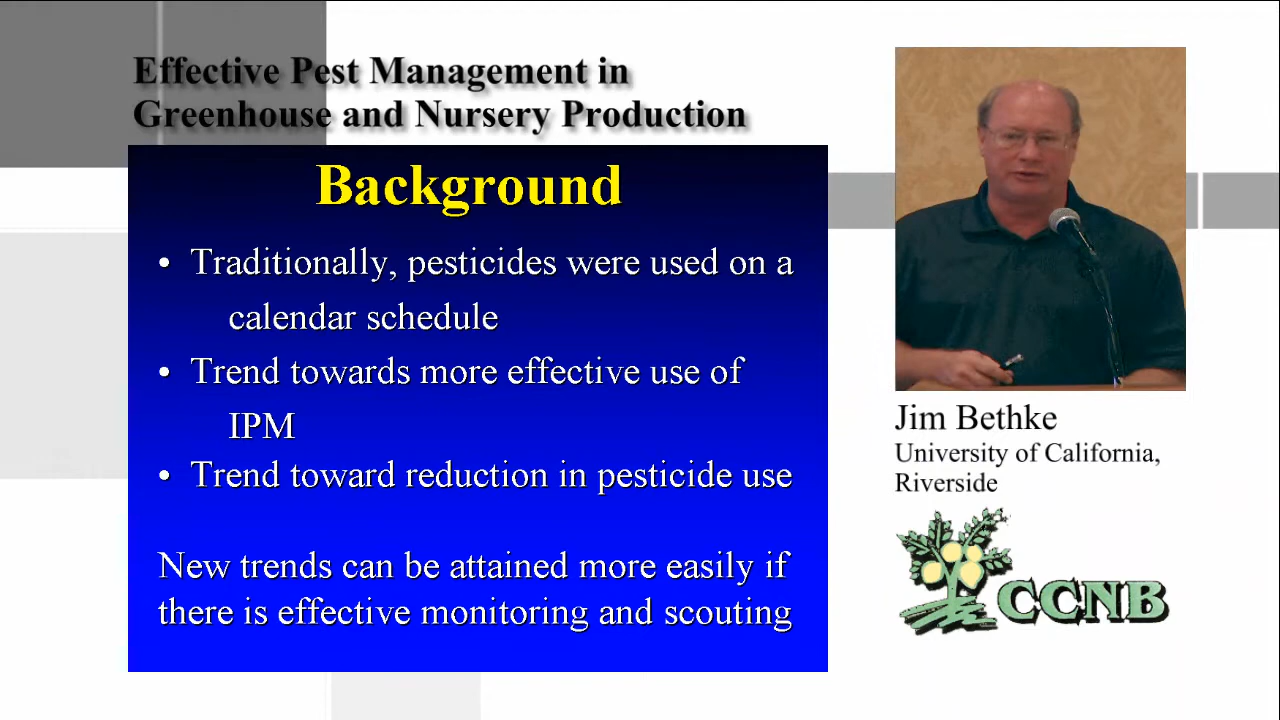 Effective Pest Management in
Greenhouse and Nursery Production
Background
• Traditionally, pesticides were used on a
calendar schedule
• Trend towards more effective use of
IPM
• Trend toward reduction in pesticide use
New trends can be attained more easily if
there is effective monitoring and scouting
Jim Bethke
University of California,
Riverside
CCNB